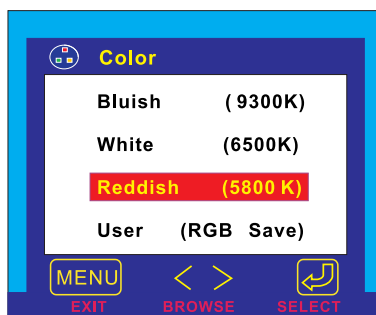 Color
Bluish (9300K)
White (6500K)
Reddish (5800 K)
User (RGB Save)
MENU < >
EXIT BROWSE SELECT